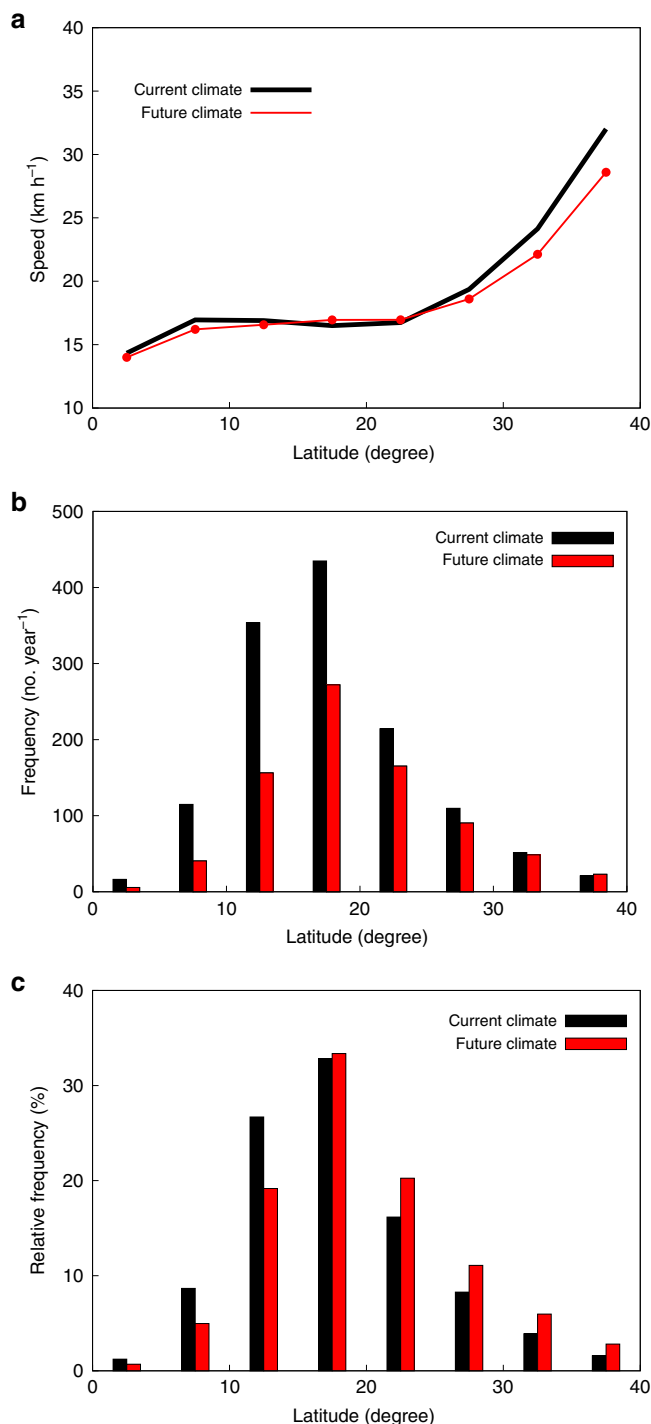 a
40
35
30
25
20
15
10
Speed (km h⁻¹)
Current climate
Future climate
0
10
20
30
40
Latitude (degree)
b
500
400
300
200
100
0
Frequency (no. year⁻¹)
Current climate
Future climate
0
10
20
30
40
Latitude (degree)
c
40
30
20
10
0
Relative frequency (%)
Current climate
Future climate
0
10
20
30
40
Latitude (degree)